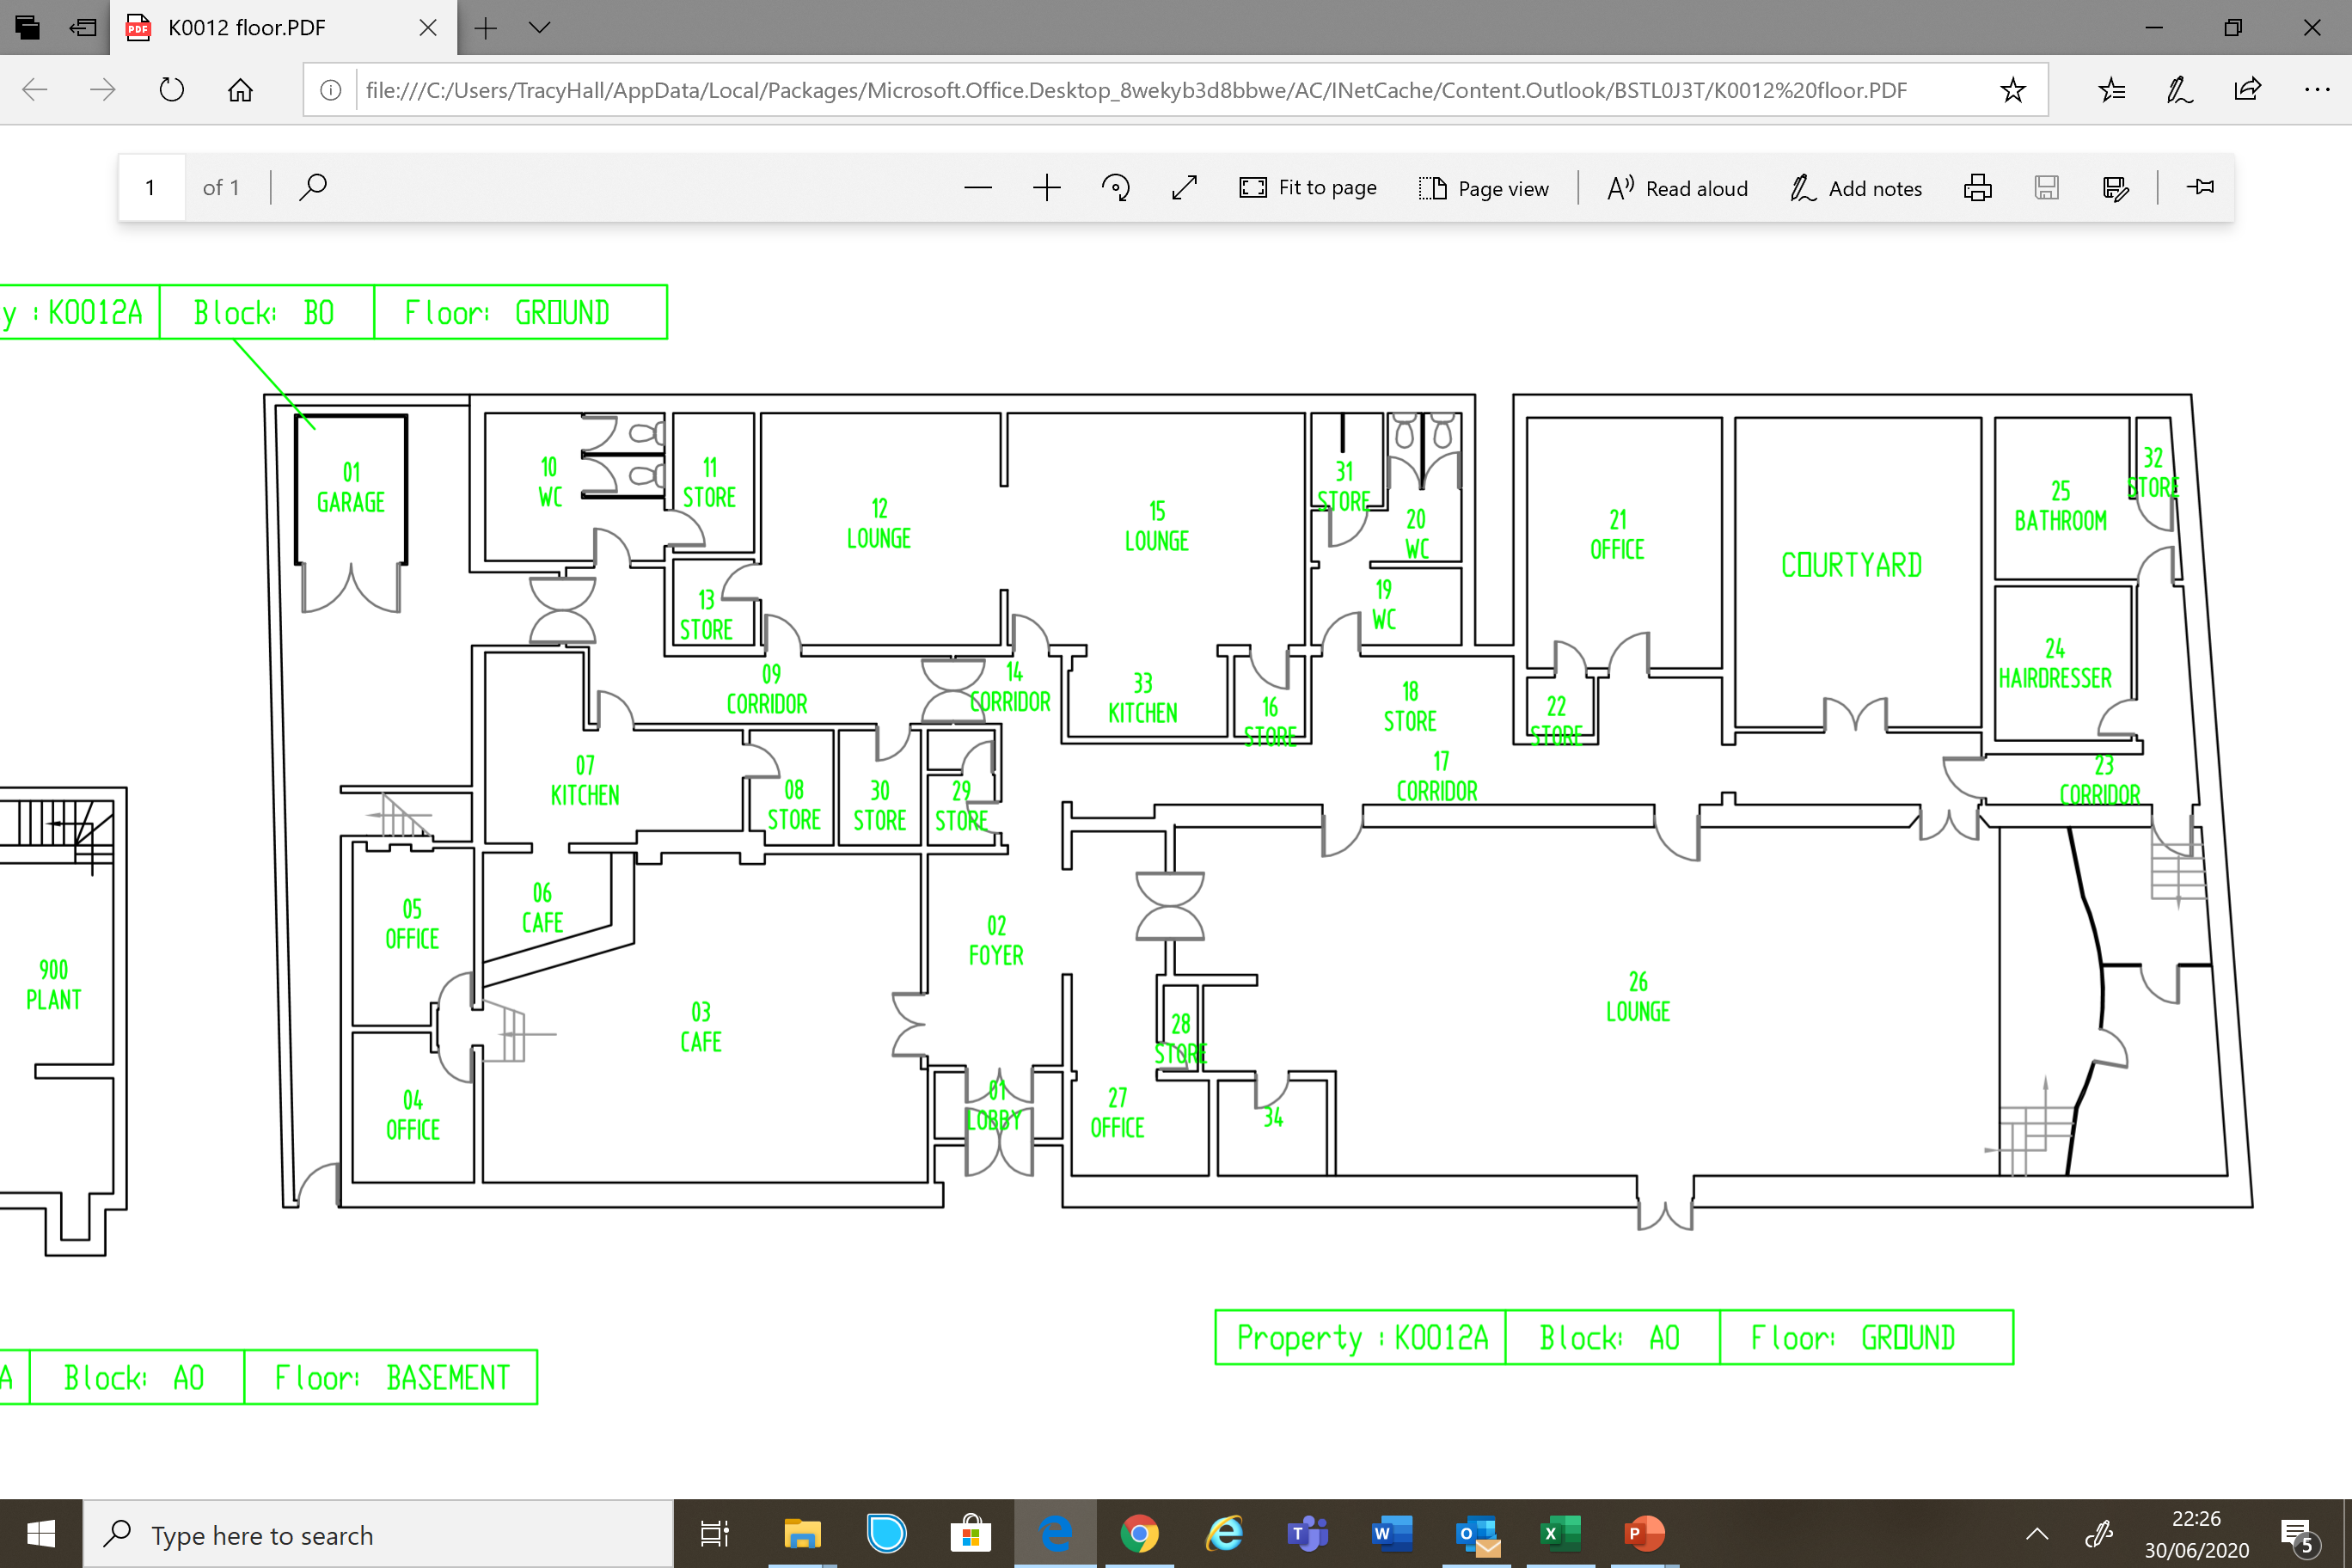 K0012 floor.PDF
file:///C:/Users/TracyHall/AppData/Local/Packages/Microsoft.Office.Desktop_8wekyb3d8bbwe/AC/INetCache/Content.Outlook/BSTL0J3T/K0012%20floor.PDF
1 of 1
Fit to page
Page view
Read aloud
Add notes
y : K0012A Block: B0 Floor: GROUND
01
GARAGE
10
WC
11
STORE
12
LOUNGE
15
LOUNGE
31
STORE
20
WC
21
OFFICE
COURTYARD
25
BATHROOM
32
STORE
13
STORE
19
WC
24
HAIRDRESSER
09
CORRIDOR
14
CORRIDOR
33
KITCHEN
16
STORE
18
STORE
22
STORE
07
KITCHEN
08
STORE
30
STORE
29
STORE
17
CORRIDOR
23
CORRIDOR
05
OFFICE
06
CAFE
02
FOYER
900
PLANT
03
CAFE
28
STORE
26
LOUNGE
04
OFFICE
01
LOBBY
27
OFFICE
34
Property : K0012A Block: A0 Floor: GROUND
A Block: A0 Floor: BASEMENT
Type here to search
22:26
30/06/2020
5